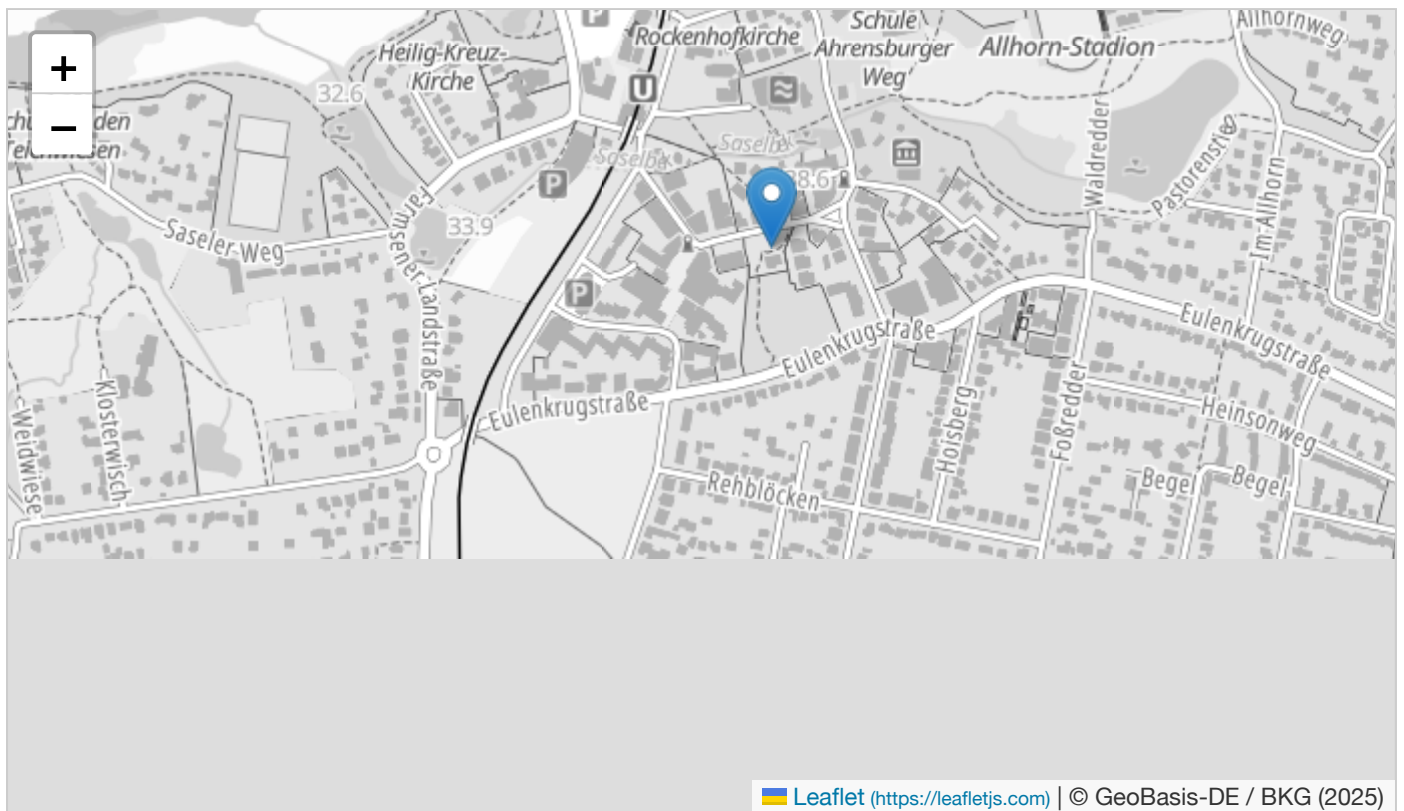 +
−
P
Rockenhofkirche
Schule
Ahrensburger
Weg
Allhorn-Stadion
Allhornweg
Heilig-Kreuz-
Kirche
32.6
U
Saselbek
Saselbek
38.6
P
33.9
Saseler-Weg
Farmsener-Landstraße
P
Waldredder
Pastorenstieg
Im-Allhorn
Eulenkrugstraße
Eulenkrugstraße
Eulenkrugstraße
Klosterwisch
Weidwiese
Hoisberg
Foßredder
Heinsonweg
Rehblöcken
Begel
Begel
Leaflet (https://leafletjs.com) | © GeoBasis-DE / BKG (2025)